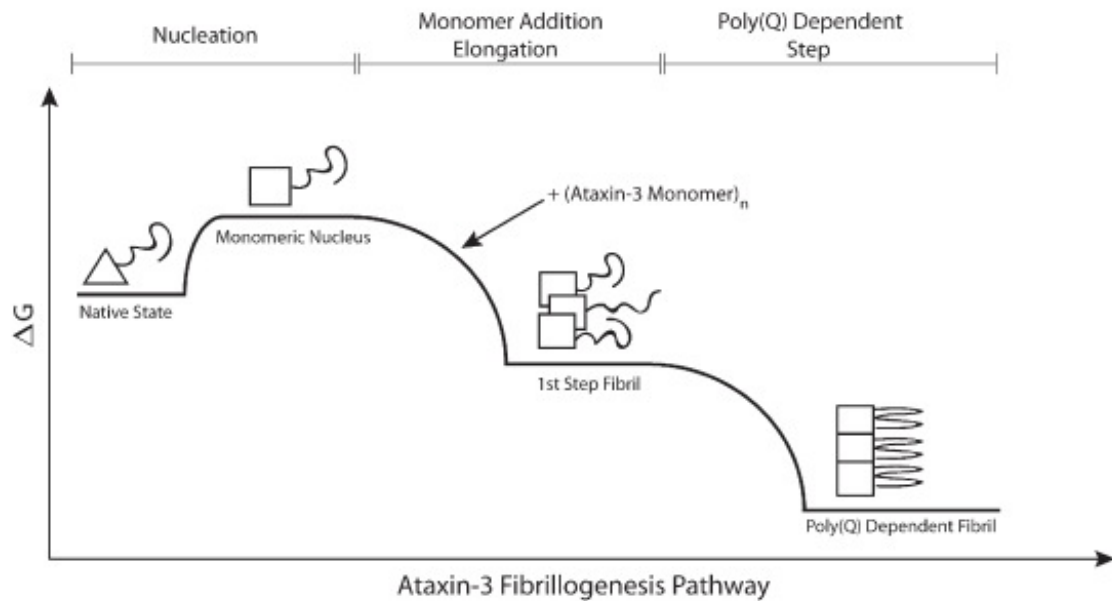 Nucleation
Monomer Addition
Elongation
Poly(Q) Dependent
Step
+ (Ataxin-3 Monomer)n
Monomeric Nucleus
Native State
1st Step Fibril
Poly(Q) Dependent Fibril
ΔG
Ataxin-3 Fibrillogenesis Pathway